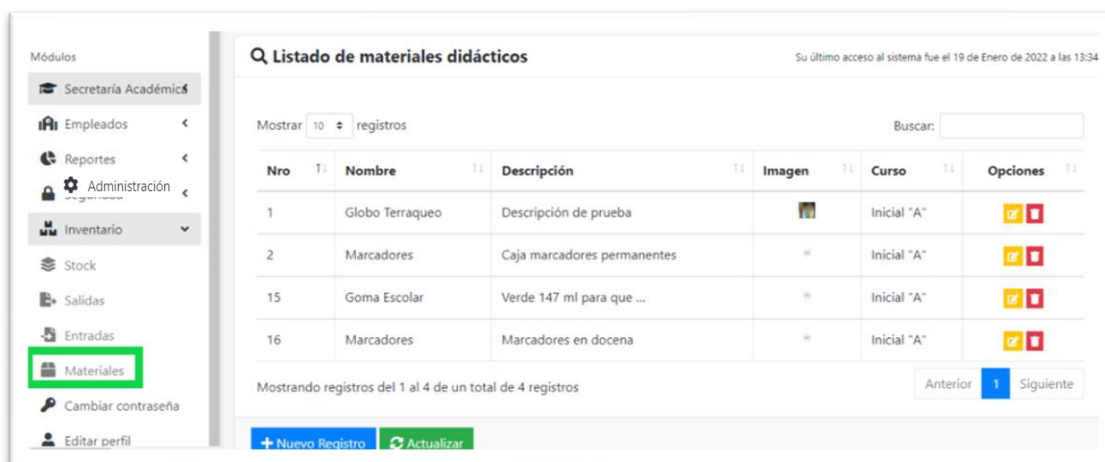 Módulos
Secretaría Académica
Empleados
Reportes
Administración
Inventario
Stock
Salidas
Entradas
Materiales
Cambiar contraseña
Editar perfil
Listado de materiales didácticos
Su último acceso al sistema fue el 19 de Enero de 2022 a las 13:34
Mostrar 10 registros
Buscar:
Nro Nombre Descripción Imagen Curso Opciones
1 Globo Terraqueo Descripción de prueba Inicial "A"
2 Marcadores Caja marcadores permanentes Inicial "A"
15 Goma Escolar Verde 147 ml para que ... Inicial "A"
16 Marcadores Marcadores en docena Inicial "A"
Mostrando registros del 1 al 4 de un total de 4 registros
Anterior 1 Siguiente
Nuevo Registro Actualizar